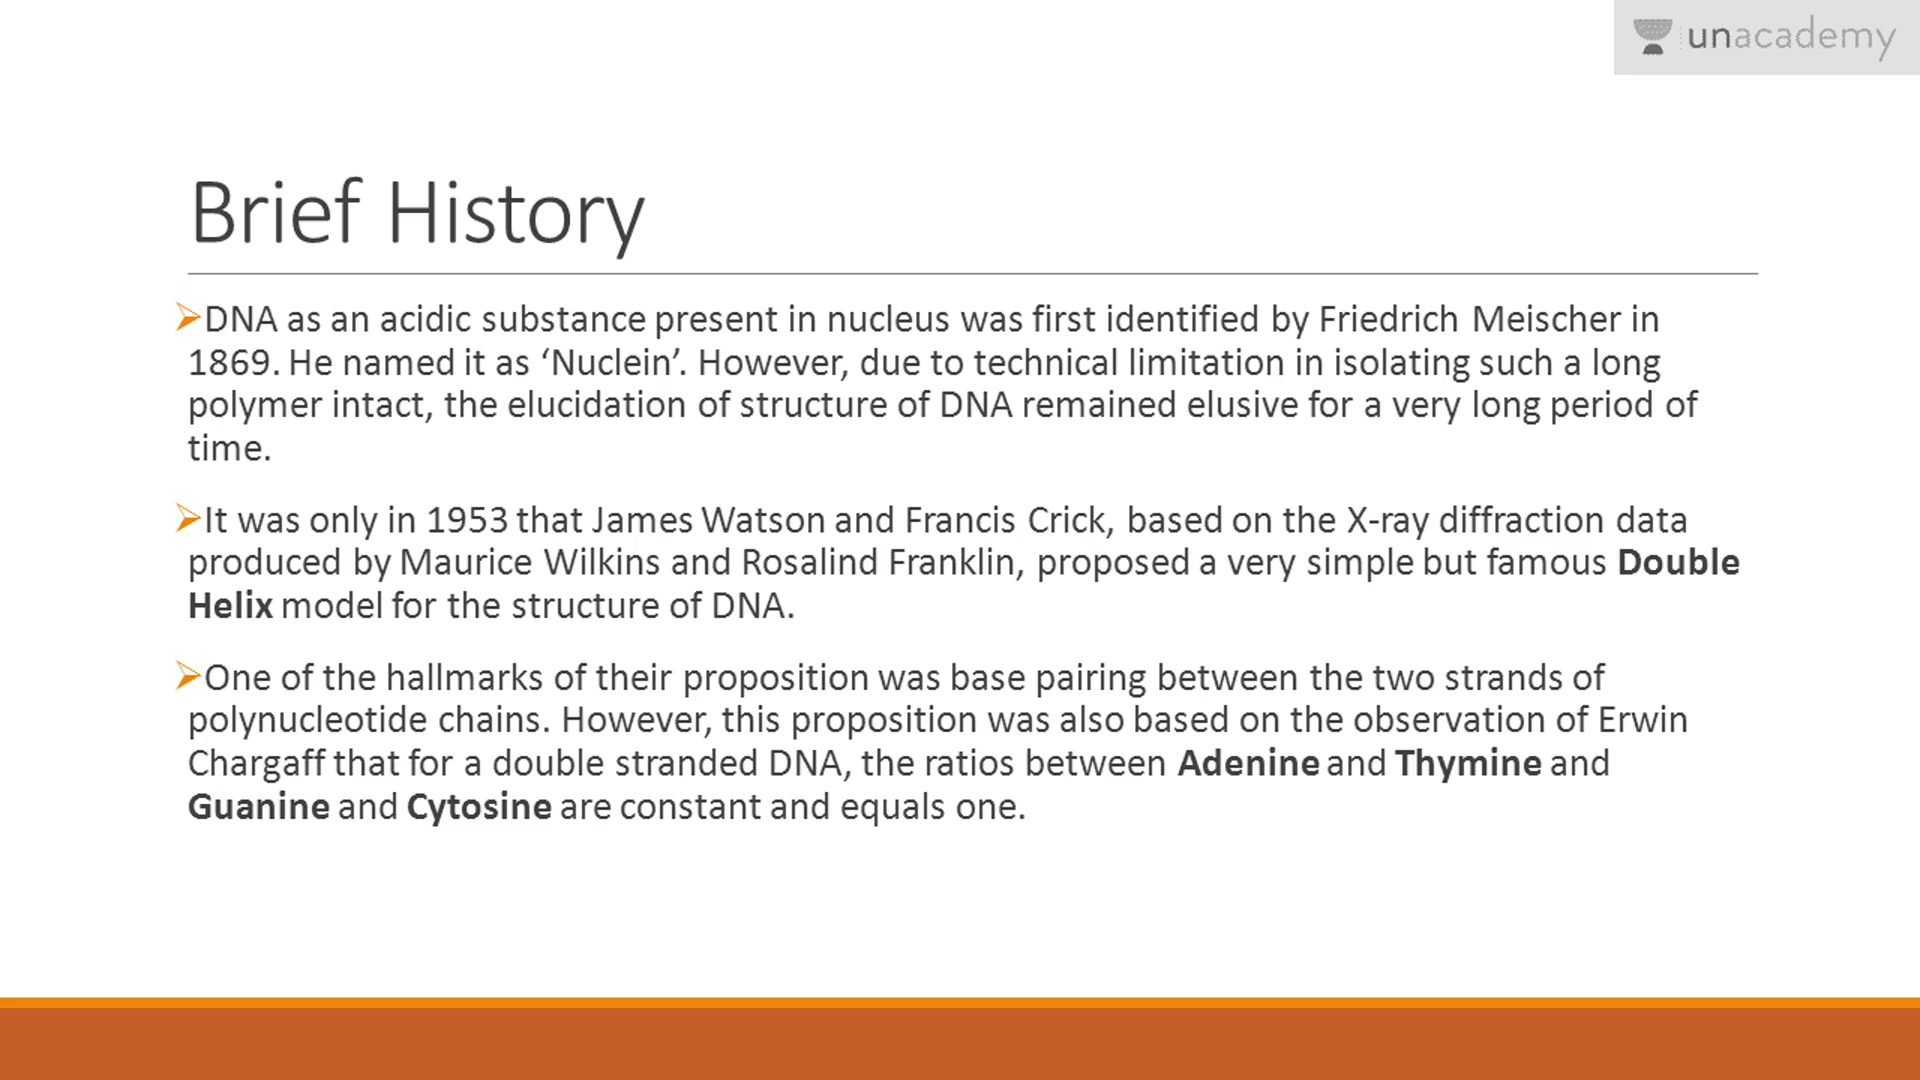 unacademy
Brief History
➢DNA as an acidic substance present in nucleus was first identified by Friedrich Meischer in
1869. He named it as ‘Nuclein’. However, due to technical limitation in isolating such a long
polymer intact, the elucidation of structure of DNA remained elusive for a very long period of
time.
➢It was only in 1953 that James Watson and Francis Crick, based on the X-ray diffraction data
produced by Maurice Wilkins and Rosalind Franklin, proposed a very simple but famous Double
Helix model for the structure of DNA.
➢One of the hallmarks of their proposition was base pairing between the two strands of
polynucleotide chains. However, this proposition was also based on the observation of Erwin
Chargaff that for a double stranded DNA, the ratios between Adenine and Thymine and
Guanine and Cytosine are constant and equals one.